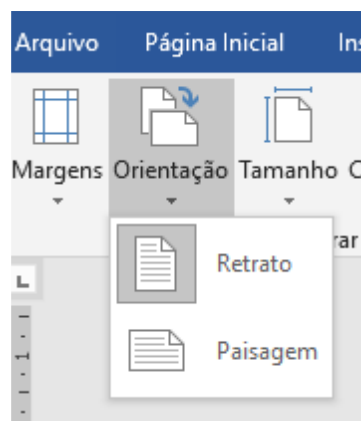 Arquivo Página Inicial
Margens Orientação Tamanho
Retrato
Paisagem